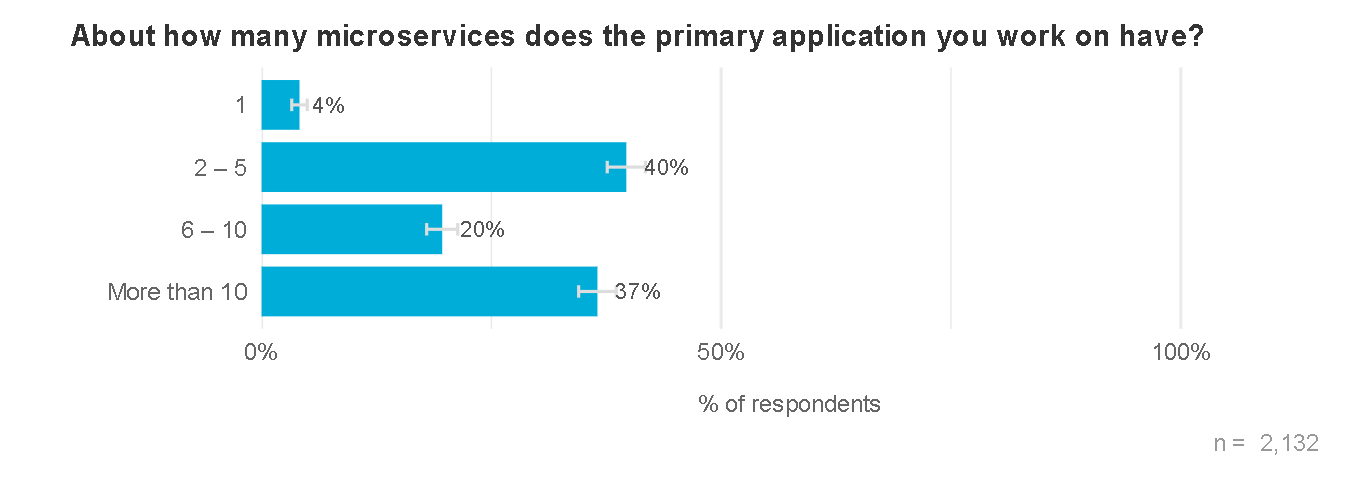 About how many microservices does the primary application you work on have?
1 4%
2 – 5 40%
6 – 10 20%
More than 10 37%
0% 50% 100%
% of respondents
n = 2,132